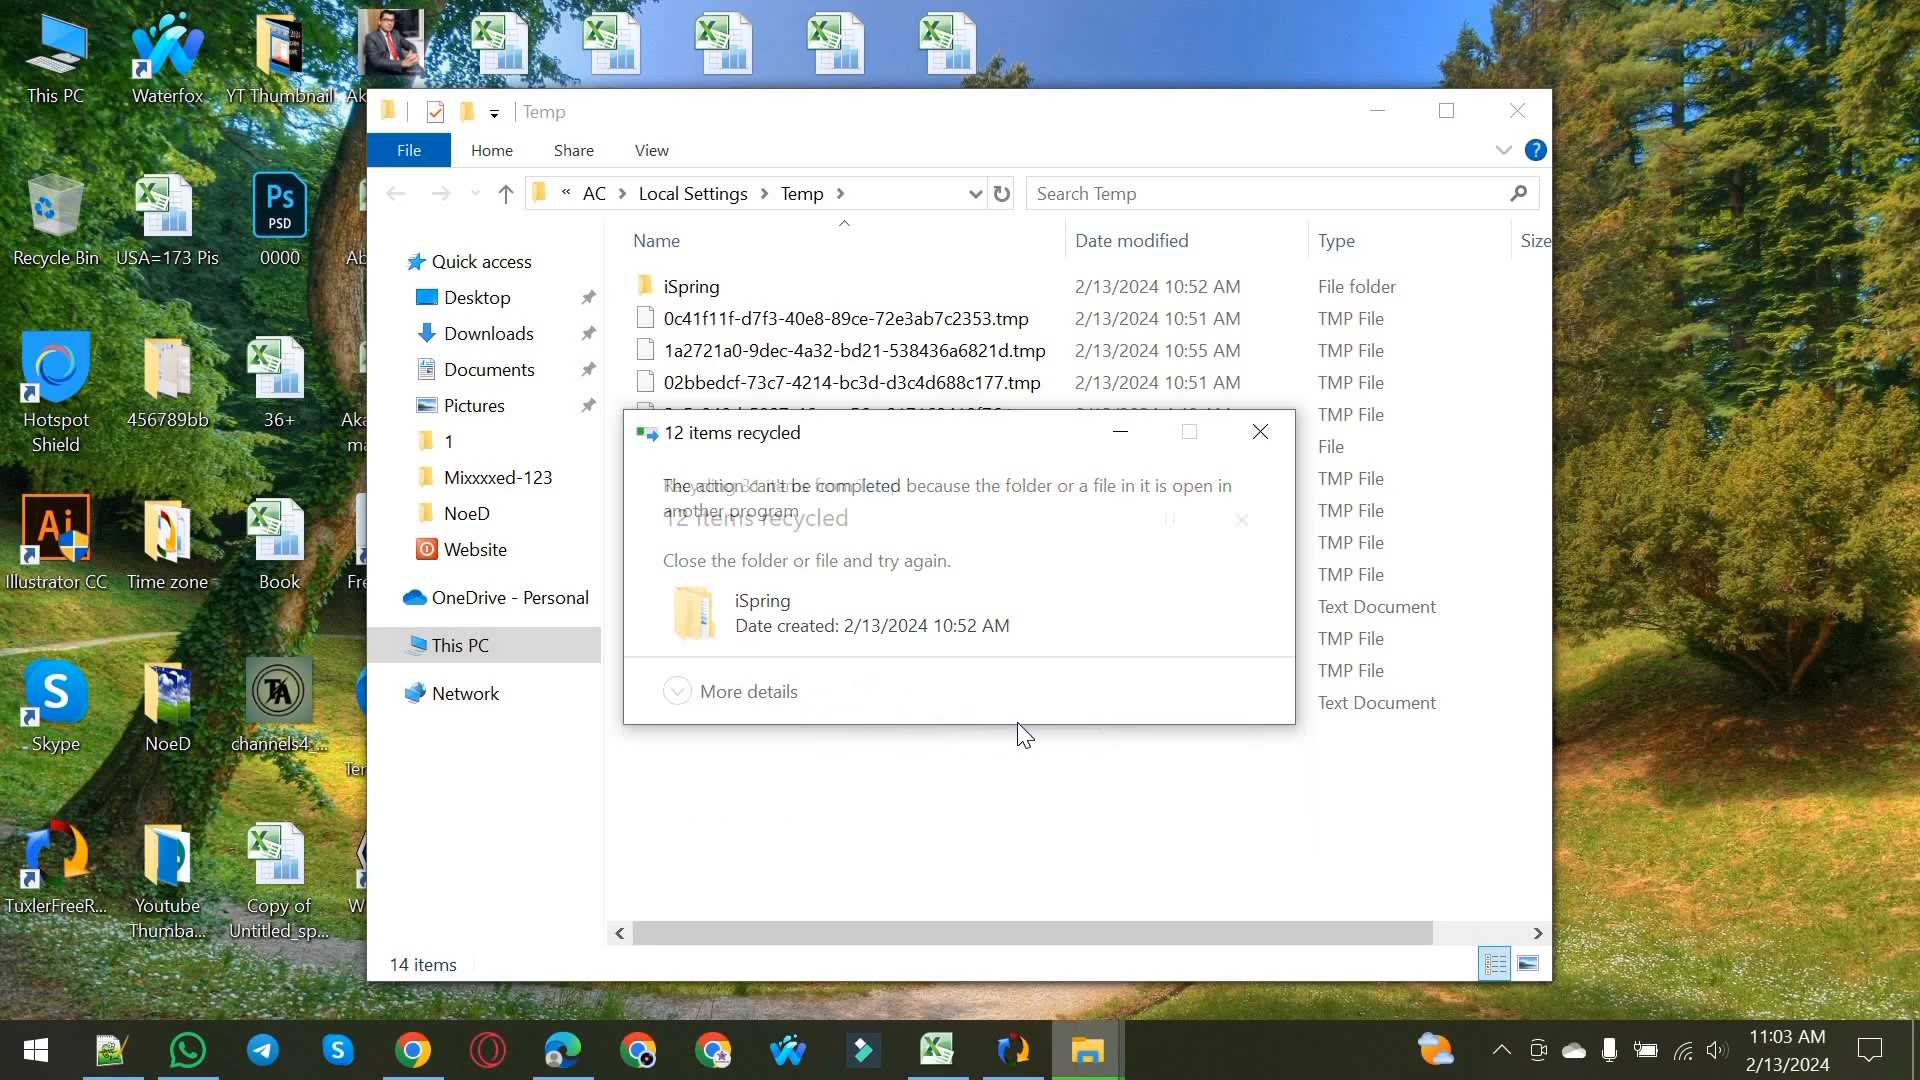 This PC
Waterfox
YT Thumbnail
Recycle Bin
USA=173 Pis
0000
PSD
Ps
Hotspot
Shield
456789bb
36+
Illustrator CC
Time zone
Book
Skype
NoeD
channels4_...
TuxlerFreeR...
Youtube
Thumba...
Copy of
Untitled_sp...
Temp
File
Home
Share
View
« AC > Local Settings > Temp >
Search Temp
Name
Date modified
Type
Size
Quick access
Desktop
Downloads
Documents
Pictures
1
Mixxxxed-123
NoeD
Website
OneDrive - Personal
This PC
Network
iSpring 2/13/2024 10:52 AM File folder
0c41f11f-d7f3-40e8-89ce-72e3ab7c2353.tmp 2/13/2024 10:51 AM TMP File
1a2721a0-9dec-4a32-bd21-538436a6821d.tmp 2/13/2024 10:55 AM TMP File
02bbedcf-73c7-4214-bc3d-d3c4d688c177.tmp 2/13/2024 10:51 AM TMP File
TMP File
File
TMP File
TMP File
TMP File
TMP File
Text Document
TMP File
TMP File
Text Document
12 items recycled
The action can't be completed because the folder or a file in it is open in
another program
12 items recycled
Close the folder or file and try again.
iSpring
Date created: 2/13/2024 10:52 AM
More details
14 items
11:03 AM
2/13/2024